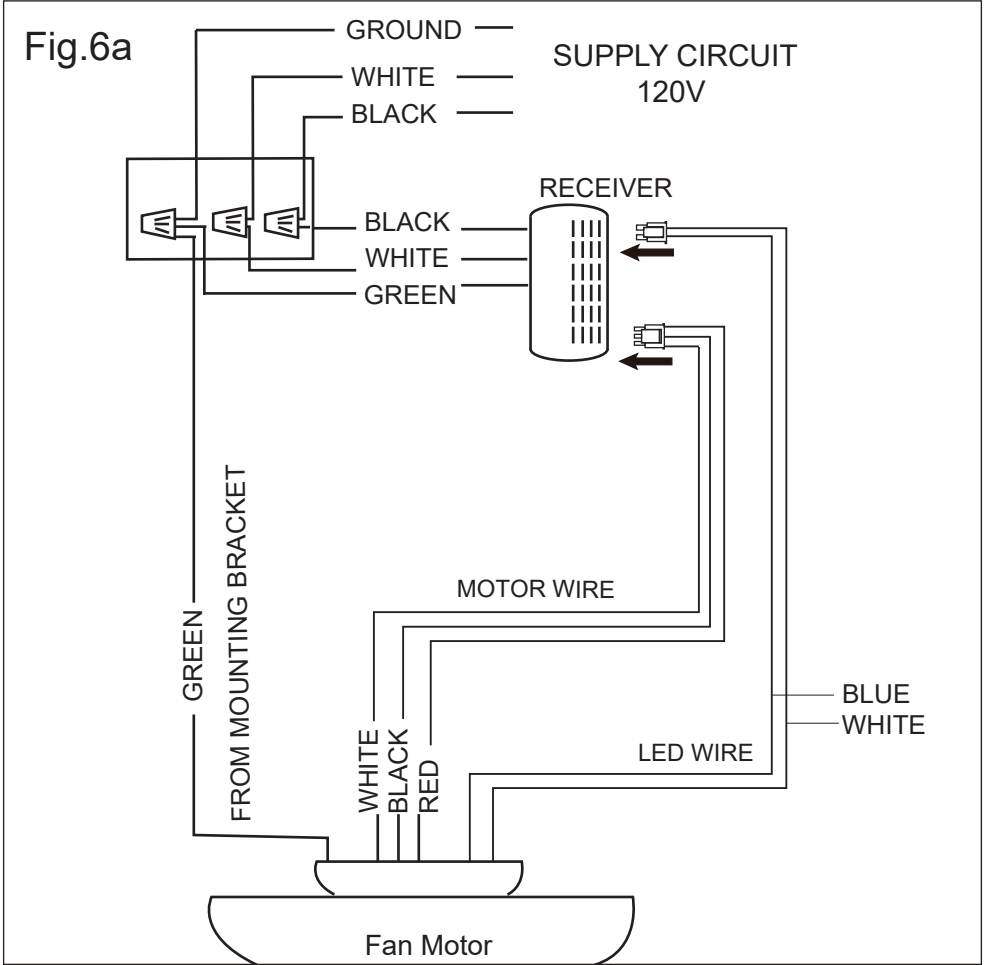 Fig.6a
GROUND
SUPPLY CIRCUIT
120V
WHITE
BLACK
RECEIVER
BLACK
WHITE
GREEN
GREEN
FROM MOUNTING BRACKET
MOTOR WIRE
WHITE
BLACK
RED
LED WIRE
BLUE
WHITE
Fan Motor